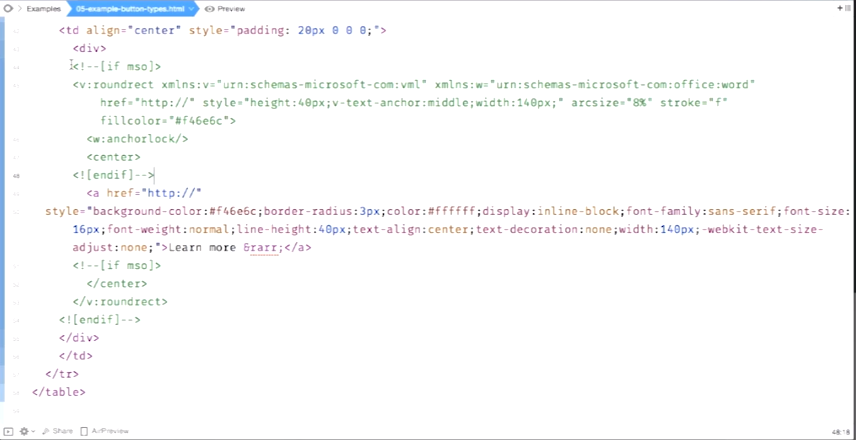 Examples 05-example-button-types.html Preview
<td align="center" style="padding: 20px 0 0 0;">
<div>
<!--[if mso]>
<v:roundrect xmlns:v="urn:schemas-microsoft-com:vml" xmlns:w="urn:schemas-microsoft-com:office:word"
href="http://" style="height:40px;v-text-anchor:middle;width:140px;" arcsize="8%" stroke="f"
fillcolor="#f46e6c">
<w:anchorlock/>
<center>
<![endif]-->
<a href="http://"
style="background-color:#f46e6c;border-radius:3px;color:#ffffff;display:inline-block;font-family:sans-serif;font-size:
16px;font-weight:normal;line-height:40px;text-align:center;text-decoration:none;width:140px;-webkit-text-size-
adjust:none;">Learn more &rarr;</a>
<!--[if mso]>
</center>
</v:roundrect>
<![endif]-->
</div>
</td>
</tr>
</table>
Share AirPreview 48:18